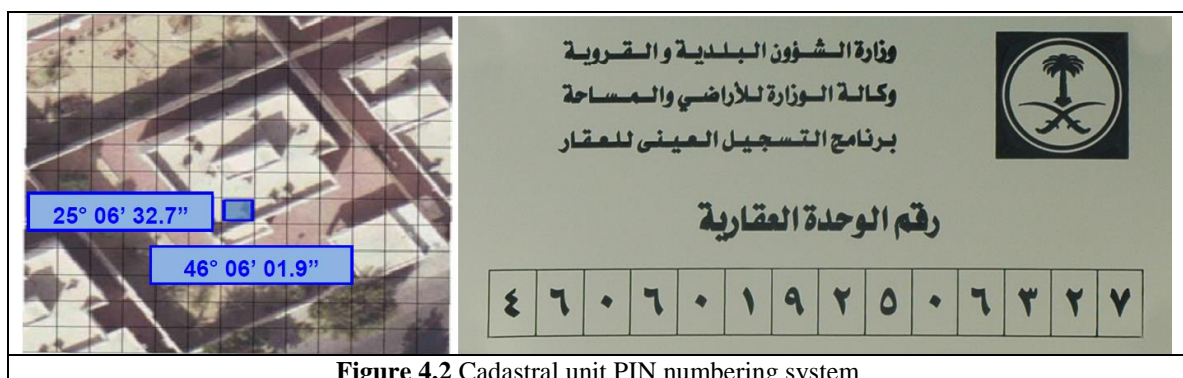 25° 06’ 32.7”
46° 06’ 01.9”
وزارة الشؤون البلدية والقروية
وكالة الوزارة للأراضي والمساحة
برنامج التسجيل العيني للعقار
رقم الوحدة العقارية
٤ ٦ ٠ ٦ ٠ ١ ٩ ٢ ٥ ٠ ٦ ٣ ٢ ٧
Figure 4.2 Cadastral unit PIN numbering system